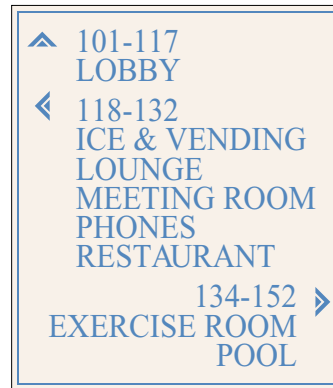 101-117
LOBBY
118-132
ICE & VENDING
LOUNGE
MEETING ROOM
PHONES
RESTAURANT
134-152
EXERCISE ROOM
POOL